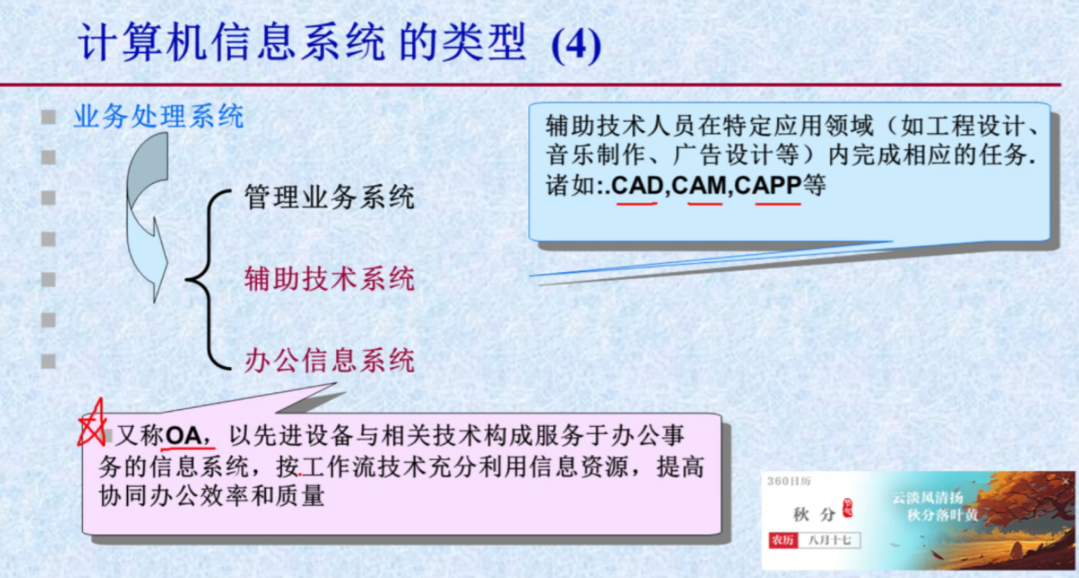 计算机信息系统 的类型 (4)
业务处理系统
管理业务系统
辅助技术系统
办公信息系统
辅助技术人员在特定应用领域（如工程设计、
音乐制作、广告设计等）内完成相应的任务.
诸如:.CAD,CAM,CAPP等
又称OA，以先进设备与相关技术构成服务于办公事
务的信息系统，按工作流技术充分利用信息资源，提高
协同办公效率和质量
360日历
秋分
节气
农历 八月十七
云淡风清扬
秋分落叶黄